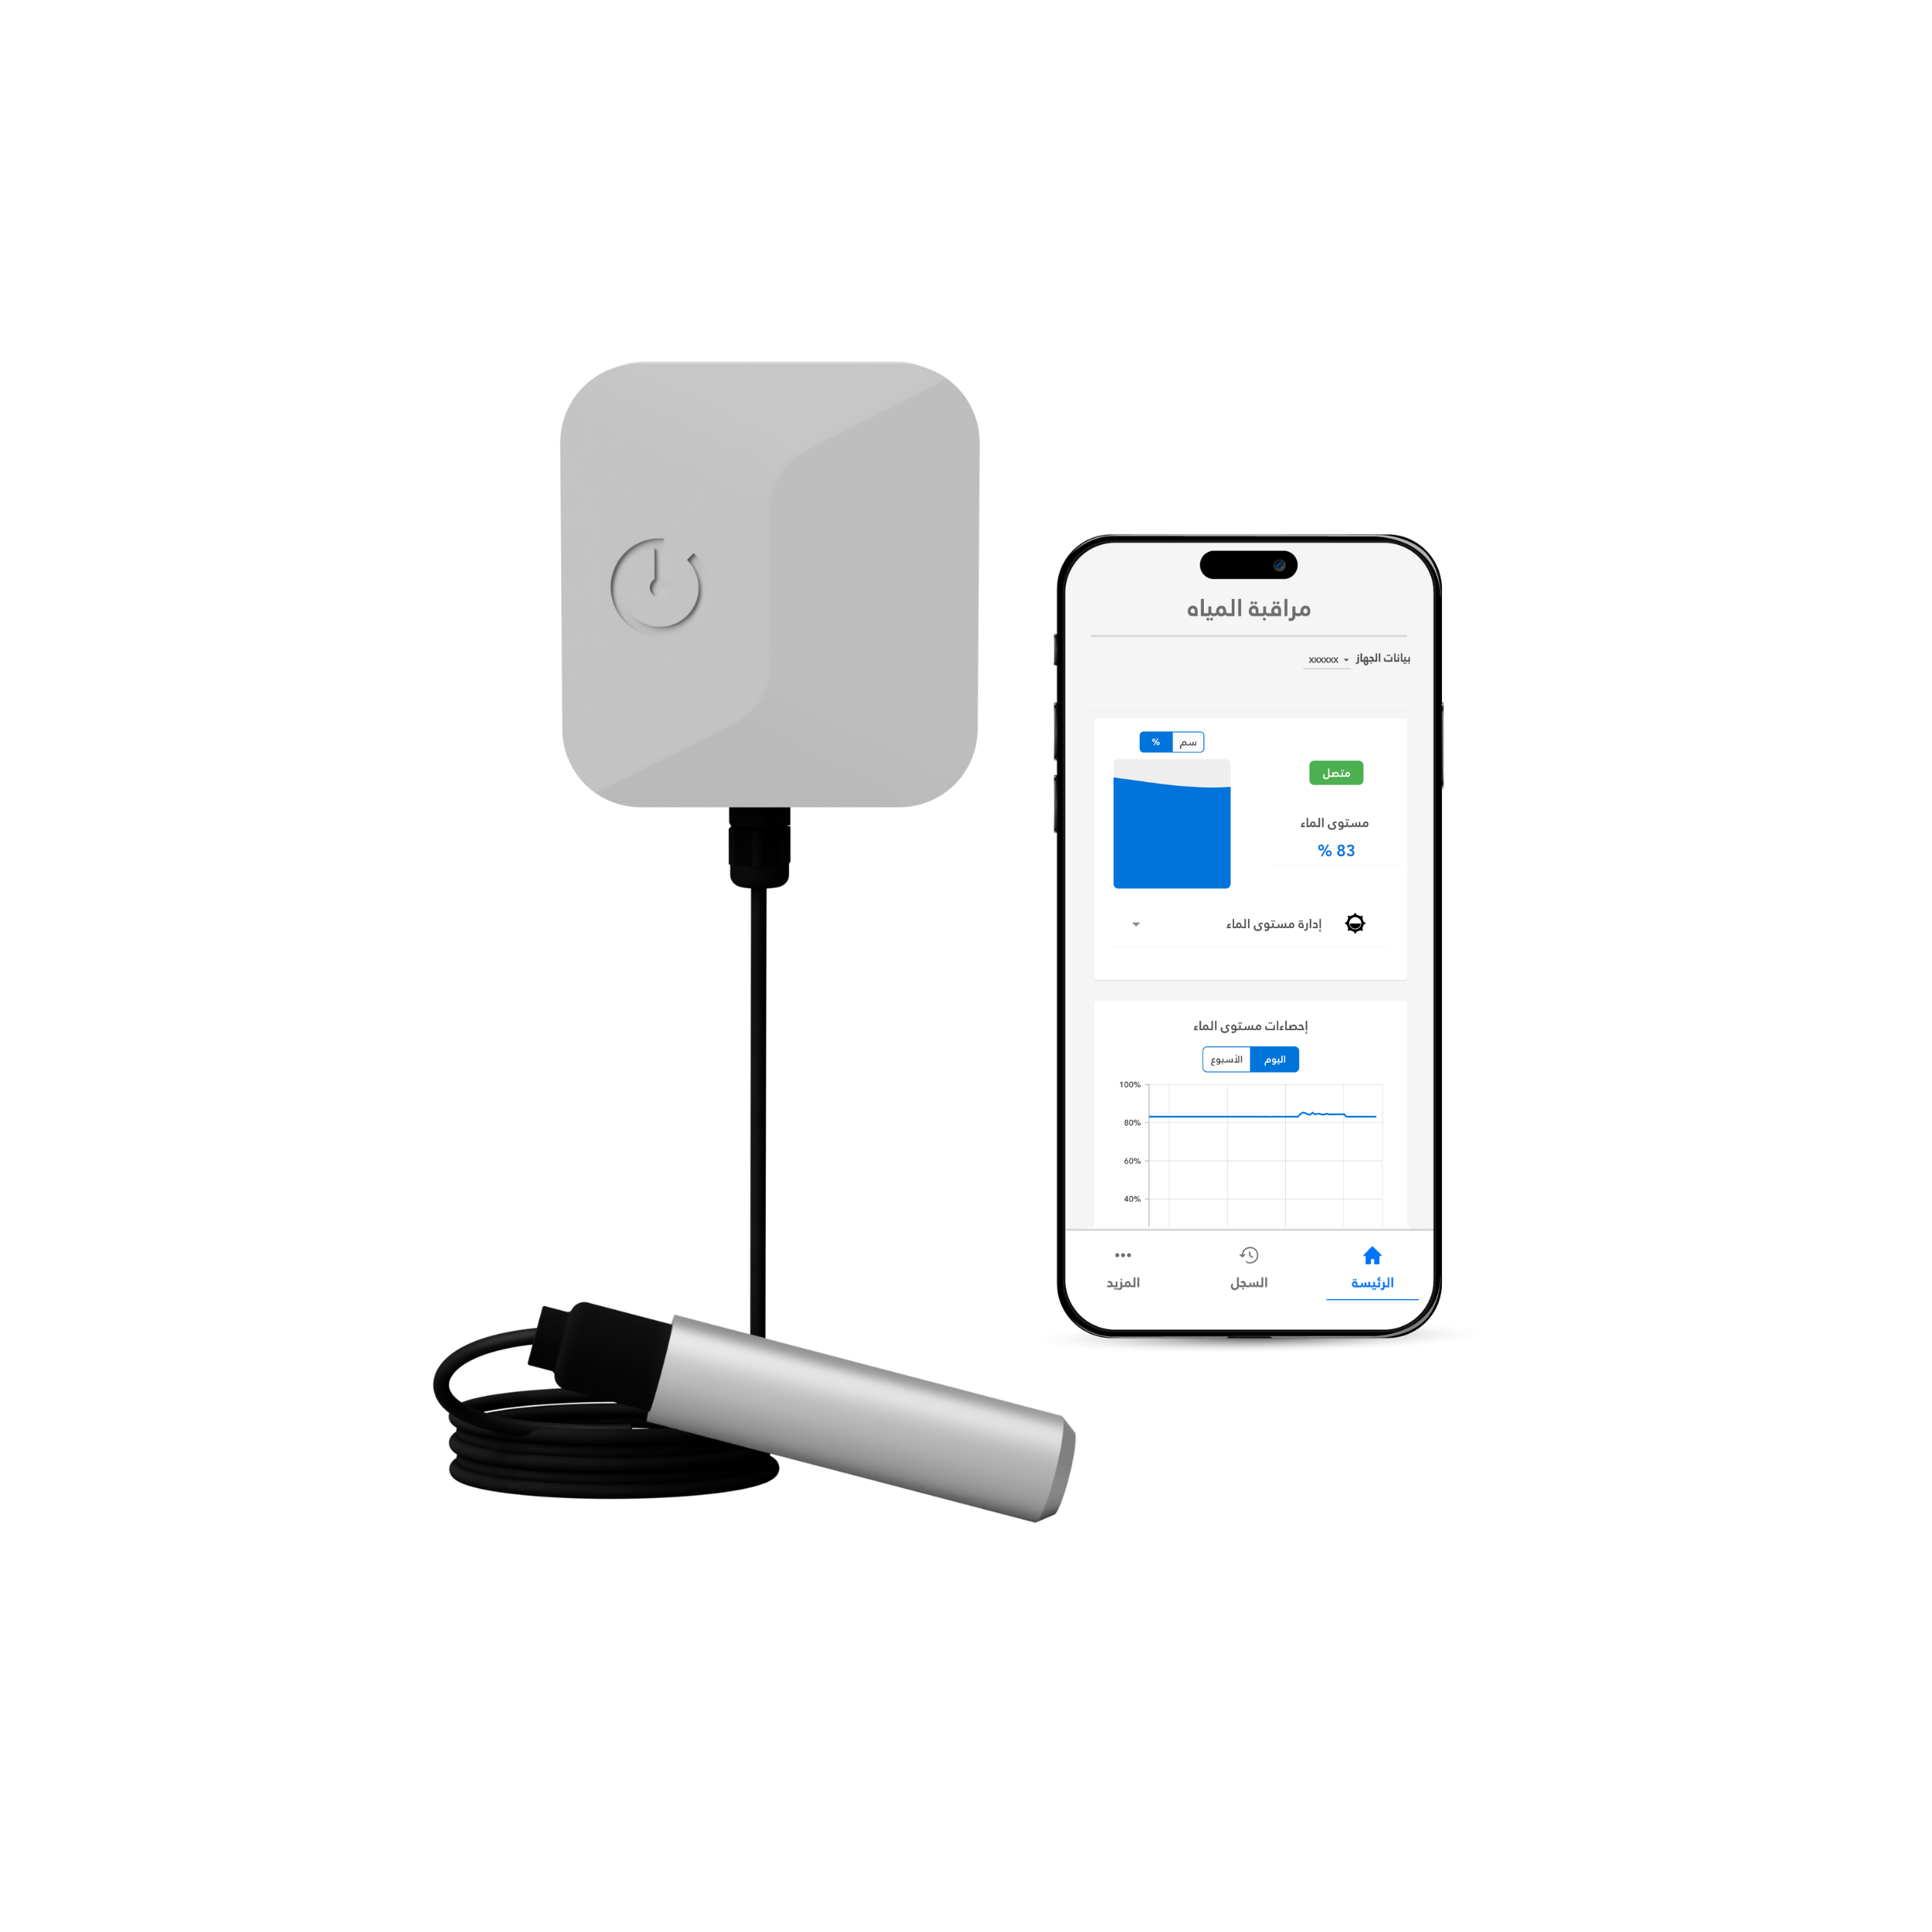 مراقبة المياه
بيانات الجهاز xxxxxx
سم %
متصل
مستوى الماء
83 %
إدارة مستوى الماء
إحصاءات مستوى الماء
اليوم الأسبوع
100%
80%
60%
40%
الرئيسة السجل المزيد